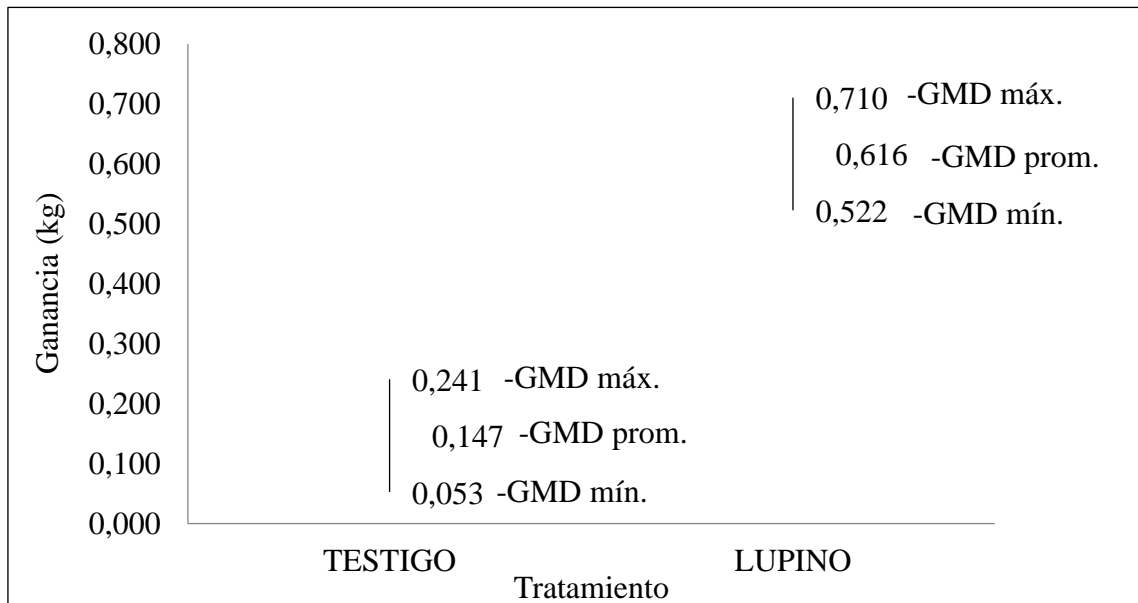 0,800
0,700
0,600
0,500
0,400
0,300
0,200
0,100
0,000
Ganancia (kg)
0,710 -GMD máx.
0,616 -GMD prom.
0,522 -GMD mín.
0,241 -GMD máx.
0,147 -GMD prom.
0,053 -GMD mín.
TESTIGO LUPINO
Tratamiento